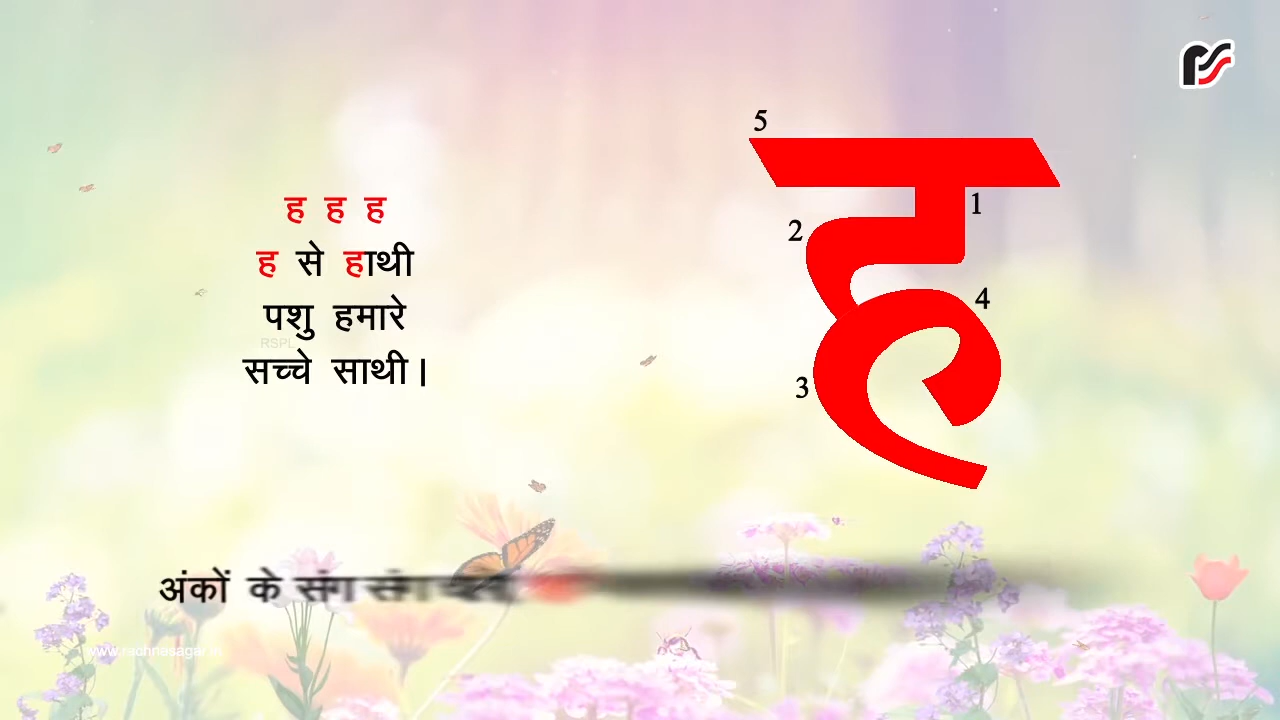 ह ह ह
ह से हाथी
पशु हमारे
सच्चे साथी।
RSPL
5
ह
1
2
4
3
अंकों के संग संग
www.rachnasagar.in